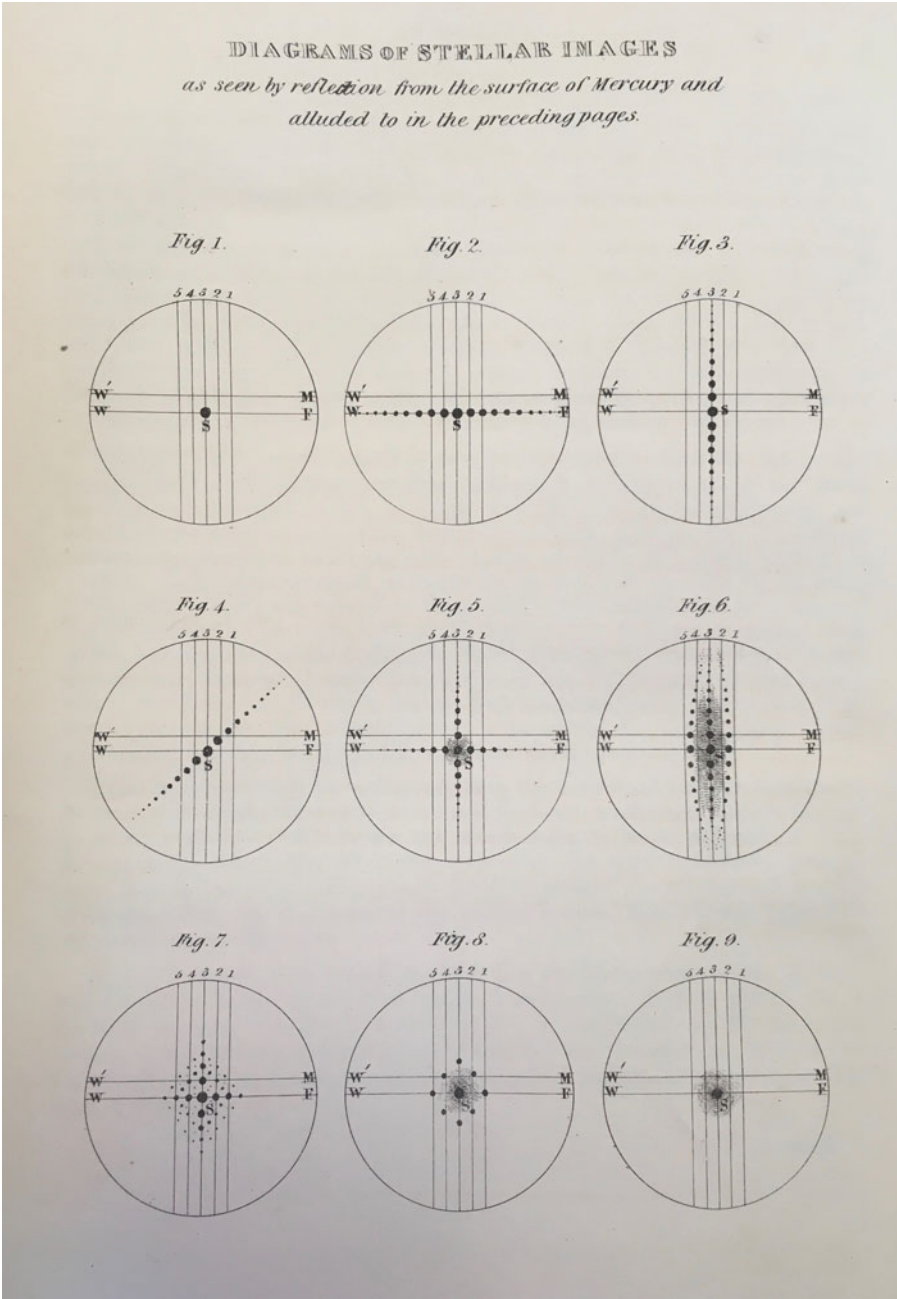 DIAGRAMS OF STELLAR IMAGES
as seen by reflection from the surface of Mercury and
alluded to in the preceding pages.
Fig. 1.
Fig. 2.
Fig. 3.
5 4 3 2 1
5 4 3 2 1
5 4 3 2 1
W' M
W F
S
W' M
W F
S
W' M
W F
S
Fig. 4.
Fig. 5.
Fig. 6.
5 4 3 2 1
5 4 3 2 1
5 4 3 2 1
W' M
W F
S
W' M
W F
S
W' M
W F
S
Fig. 7.
Fig. 8.
Fig. 9.
5 4 3 2 1
5 4 3 2 1
5 4 3 2 1
W' M
W F
S
W' M
W F
S
W' M
W F
S